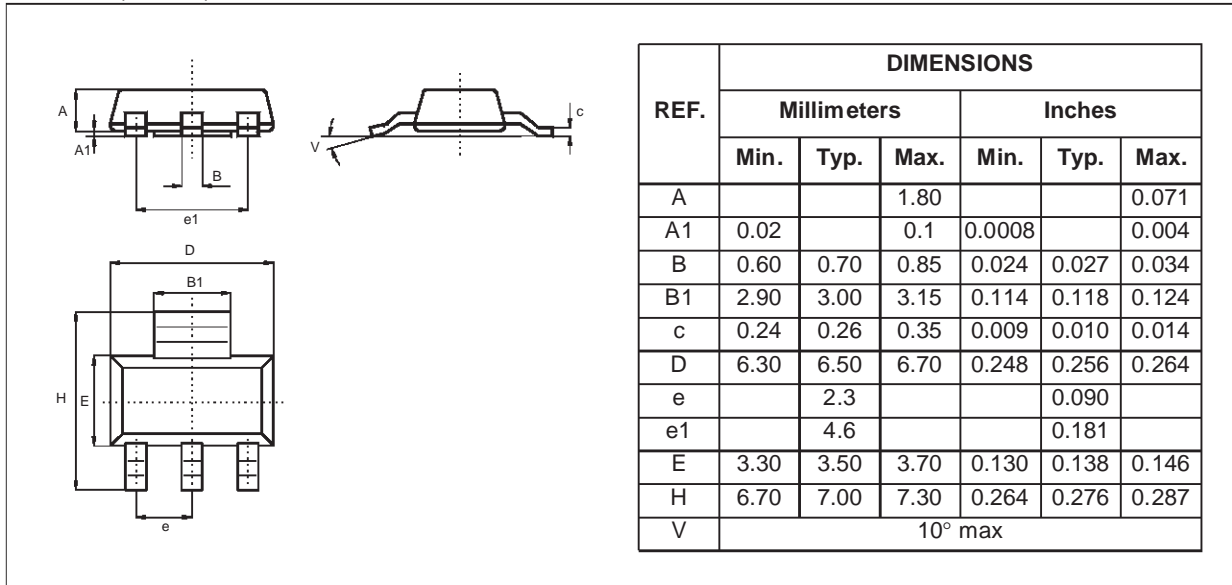 A
A1
B
e1
V
c
D
B1
H
E
e
DIMENSIONS
REF. Millimeters Inches
Min. Typ. Max. Min. Typ. Max.
A 1.80 0.071
A1 0.02 0.1 0.0008 0.004
B 0.60 0.70 0.85 0.024 0.027 0.034
B1 2.90 3.00 3.15 0.114 0.118 0.124
c 0.24 0.26 0.35 0.009 0.010 0.014
D 6.30 6.50 6.70 0.248 0.256 0.264
e 2.3 0.090
e1 4.6 0.181
E 3.30 3.50 3.70 0.130 0.138 0.146
H 6.70 7.00 7.30 0.264 0.276 0.287
V 10° max